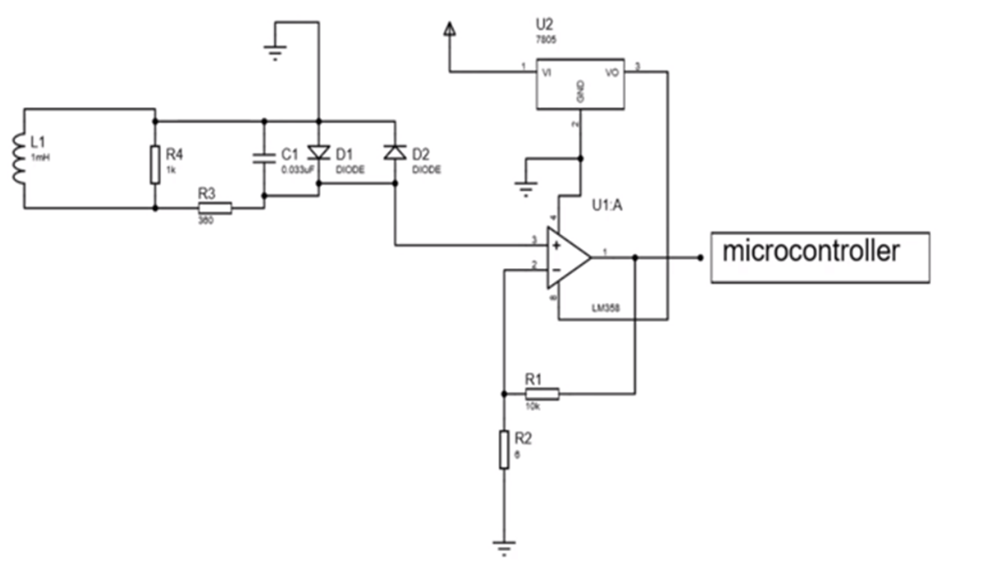 U2
7805
1
VI
VO
3
GND
2
L1
1mH
R4
1k
C1
0.033uF
D1
DIODE
D2
DIODE
R3
380
U1:A
4
3
+
2
−
1
8
LM358
microcontroller
R1
10k
R2
6